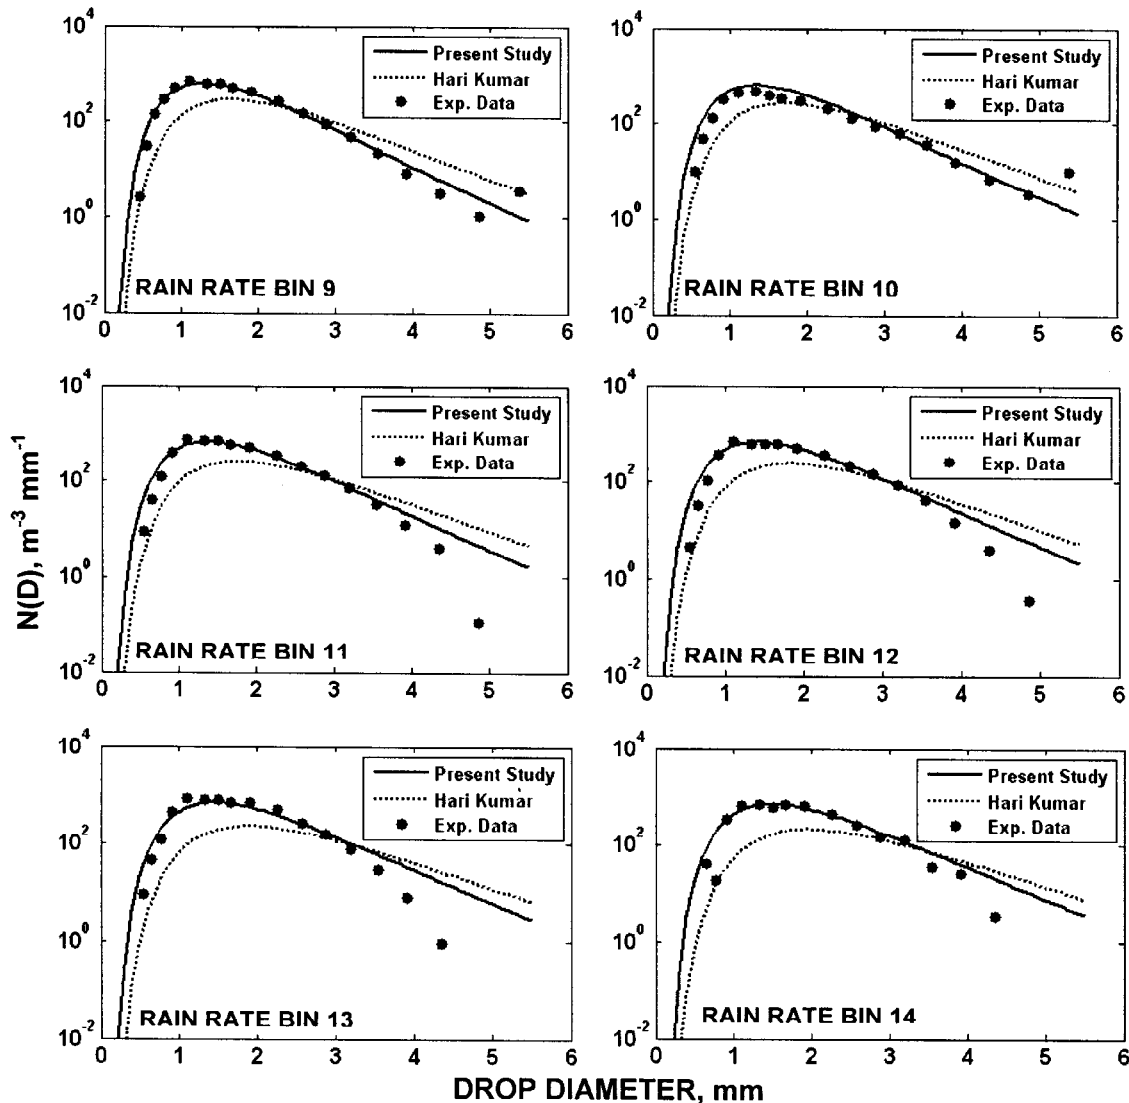 10^4
10^2
10^0
10^-2
0 1 2 3 4 5 6
Present Study
Hari Kumar
Exp. Data
RAIN RATE BIN 9
10^4
10^2
10^0
10^-2
0 1 2 3 4 5 6
Present Study
Hari Kumar
Exp. Data
RAIN RATE BIN 10
N(D), m^-3 mm^-1
10^4
10^2
10^0
10^-2
0 1 2 3 4 5 6
Present Study
Hari Kumar
Exp. Data
RAIN RATE BIN 11
10^4
10^2
10^0
10^-2
0 1 2 3 4 5 6
Present Study
Hari Kumar
Exp. Data
RAIN RATE BIN 12
10^4
10^2
10^0
10^-2
0 1 2 3 4 5 6
Present Study
Hari Kumar
Exp. Data
RAIN RATE BIN 13
10^4
10^2
10^0
10^-2
0 1 2 3 4 5 6
Present Study
Hari Kumar
Exp. Data
RAIN RATE BIN 14
DROP DIAMETER, mm